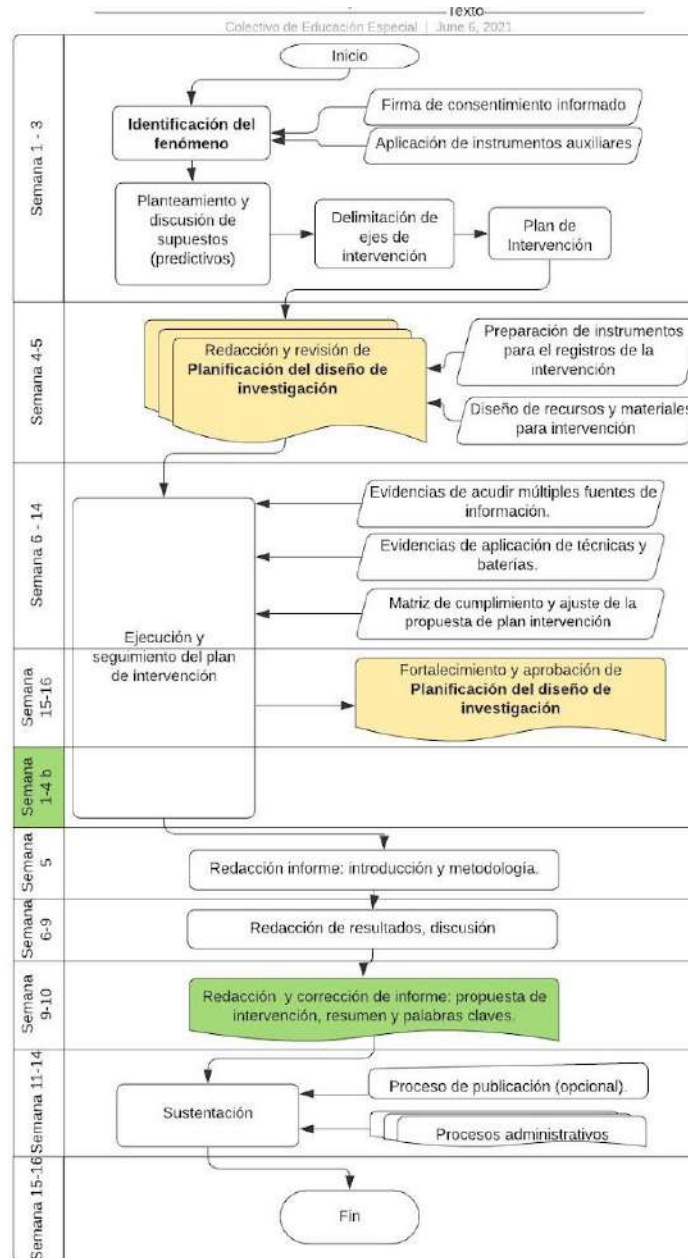 Texto
Colectivo de Educación Especial | June 6, 2021
Semana 1 - 3
Inicio
Identificación del
fenómeno
Firma de consentimiento informado
Aplicación de instrumentos auxiliares
Planteamiento y
discusión de
supuestos
(predictivos)
Delimitación de
ejes de
intervención
Plan de
Intervención
Semana 4-5
Redacción y revisión de
Planificación del diseño de
investigación
Preparación de instrumentos
para el registros de la
intervención
Diseño de recursos y materiales
para intervención
Semana 6 - 14
Evidencias de acudir múltiples fuentes de
información.
Evidencias de aplicación de técnicas y
baterías.
Matriz de cumplimiento y ajuste de la
propuesta de plan intervención
Ejecución y
seguimiento del plan
de intervención
Semana
15-16
Fortalecimiento y aprobación de
Planificación del diseño de
investigación
Semana
1-4 b
Semana
5
Redacción informe: introducción y metodología.
Semana
6-9
Redacción de resultados, discusión
Semana
9-10
Redacción y corrección de informe: propuesta de
intervención, resumen y palabras claves.
Semana 11-14
Sustentación
Proceso de publicación (opcional).
Procesos administrativos
Semana 15-16
Fin